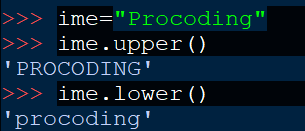 >>> ime="Procoding"
>>> ime.upper()
'PROCODING'
>>> ime.lower()
'procoding'